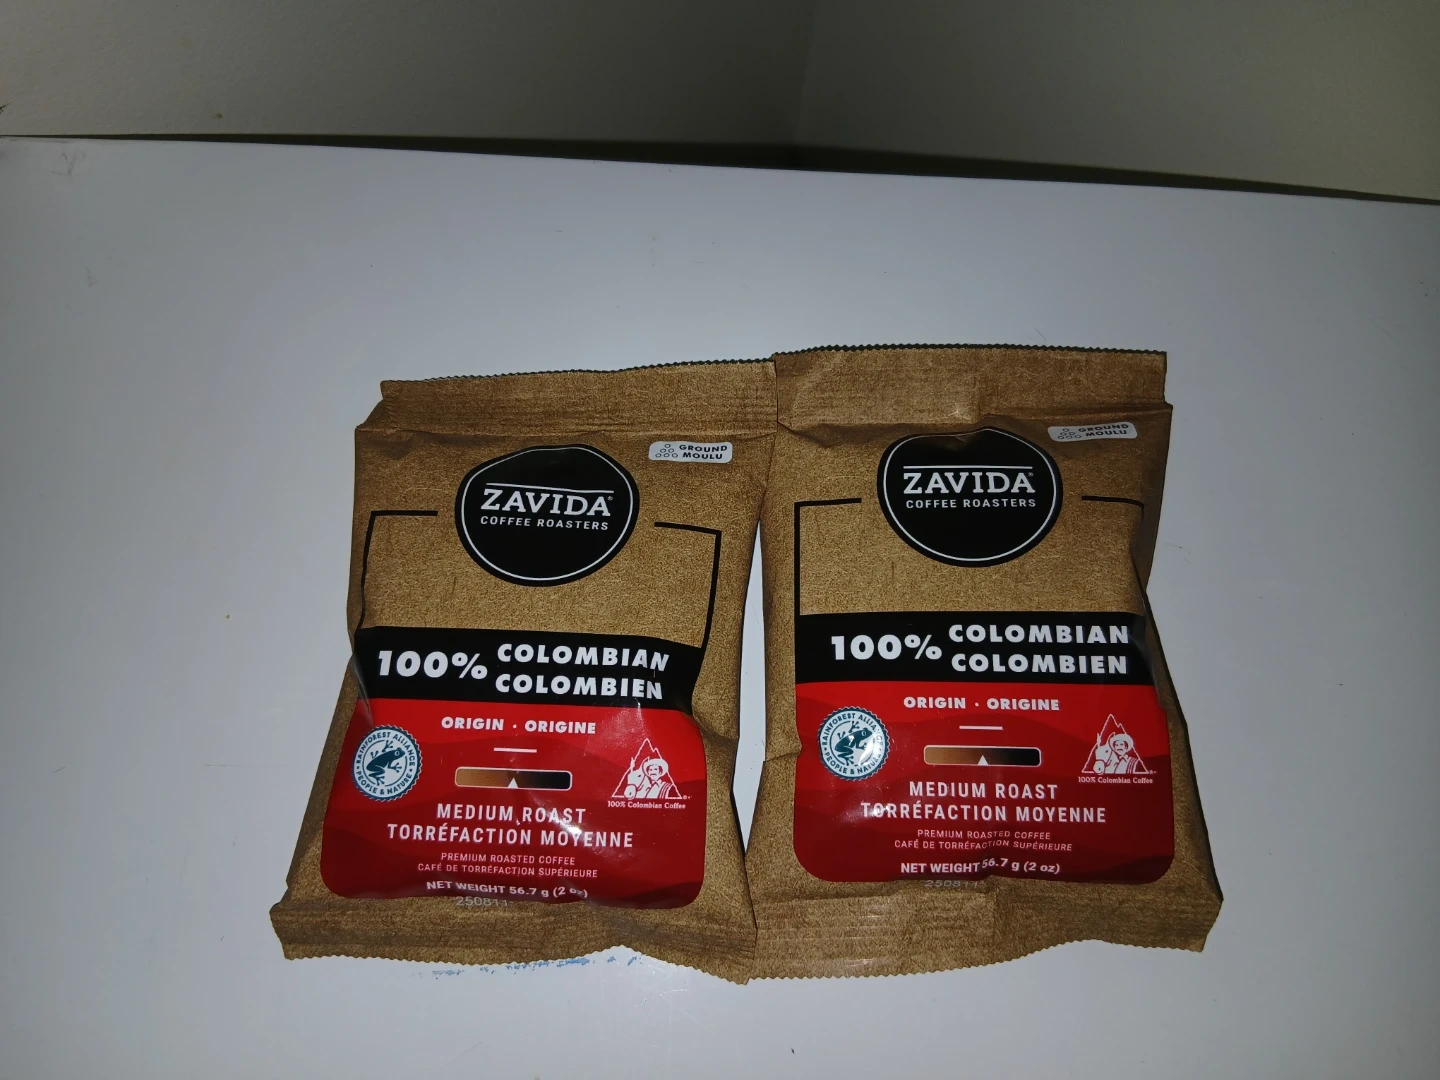 GROUND
MOULU
ZAVIDA
COFFEE ROASTERS
100% COLOMBIAN
COLOMBIEN
ORIGIN · ORIGINE
RAINFOREST ALLIANCE
PEOPLE & NATURE
100% Colombian Coffee
MEDIUM ROAST
TORRÉFACTION MOYENNE
PREMIUM ROASTED COFFEE
CAFÉ DE TORRÉFACTION SUPÉRIEURE
NET WEIGHT 56.7 g (2 oz)
GROUND
MOULU
ZAVIDA
COFFEE ROASTERS
100% COLOMBIAN
COLOMBIEN
ORIGIN · ORIGINE
RAINFOREST ALLIANCE
PEOPLE & NATURE
100% Colombian Coffee
MEDIUM ROAST
TORRÉFACTION MOYENNE
PREMIUM ROASTED COFFEE
CAFÉ DE TORRÉFACTION SUPÉRIEURE
NET WEIGHT 56.7 g (2 oz)